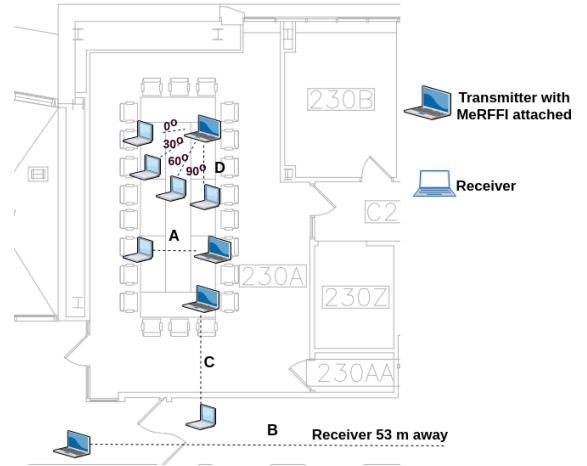 230B
Transmitter with
MeRFFI attached
0°
30°
60°
90°
D
Receiver
C2
A
230A
230Z
C
230AA
B
Receiver 53 m away